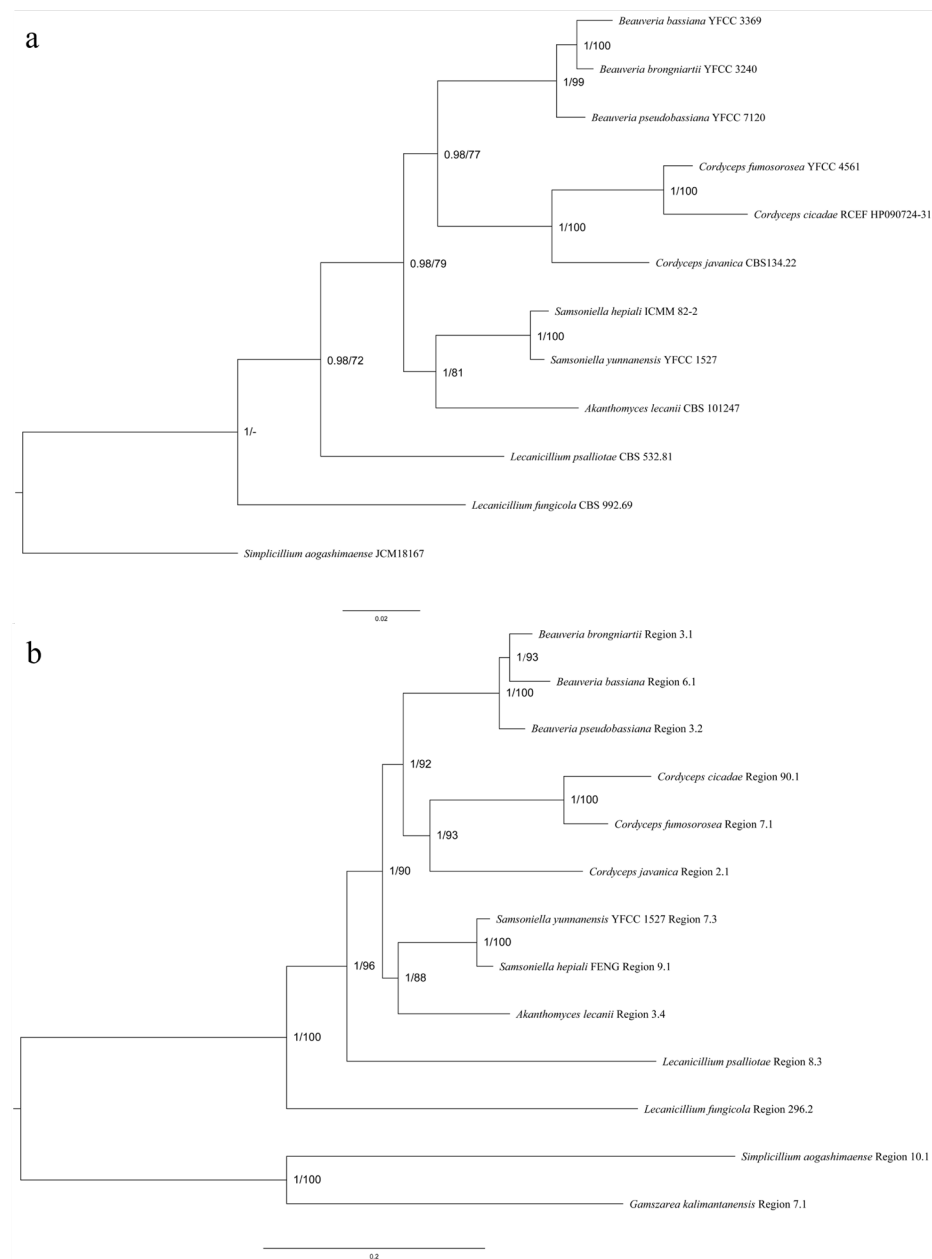 a
Beauveria bassiana YFCC 3369
1/100
Beauveria brongniartii YFCC 3240
1/99
Beauveria pseudobassiana YFCC 7120
0.98/77
Cordyceps fumosorosea YFCC 4561
1/100
Cordyceps cicadae RCEF HP090724-31
1/100
Cordyceps javanica CBS134.22
0.98/79
Samsoniella hepiali ICMM 82-2
1/100
Samsoniella yunnanensis YFCC 1527
0.98/72
1/81
Akanthomyces lecanii CBS 101247
1/-
Lecanicillium psalliotae CBS 532.81
Lecanicillium fungicola CBS 992.69
Simplicillium aogashimaense JCM18167
0.02
b
Beauveria brongniartii Region 3.1
1/93
Beauveria bassiana Region 6.1
1/100
Beauveria pseudobassiana Region 3.2
1/92
Cordyceps cicadae Region 90.1
1/100
Cordyceps fumosorosea Region 7.1
1/93
Cordyceps javanica Region 2.1
1/90
Samsoniella yunnanensis YFCC 1527 Region 7.3
1/100
Samsoniella hepiali FENG Region 9.1
1/96
1/88
Akanthomyces lecanii Region 3.4
1/100
Lecanicillium psalliotae Region 8.3
Lecanicillium fungicola Region 296.2
Simplicillium aogashimaense Region 10.1
1/100
Gamszarea kalimantanensis Region 7.1
0.2